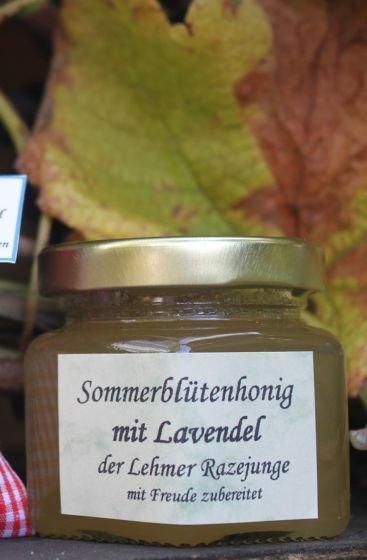 Sommerblütenhonig
mit Lavendel
der Lehmer Razejunge
mit Freude zubereitet